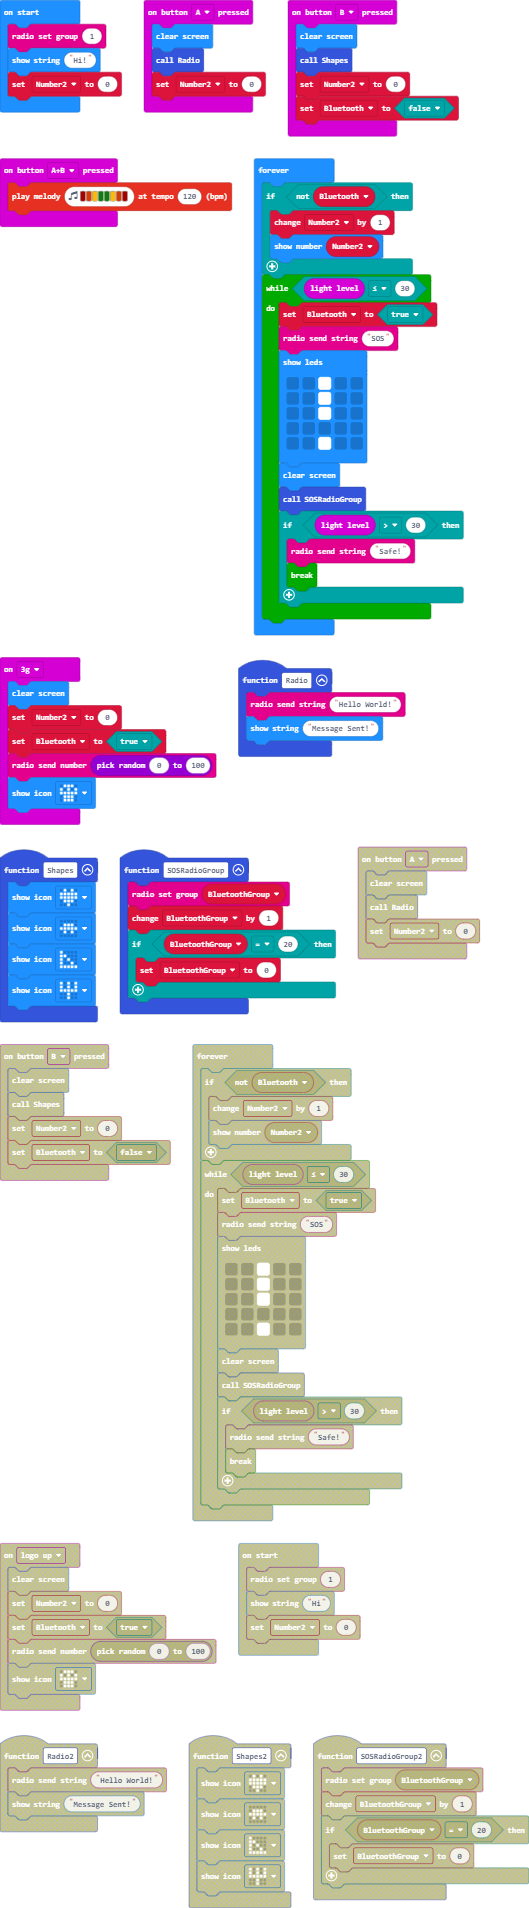 on start
radio set group 1
show string "Hi!"
set Number2 to 0
on button A pressed
clear screen
call Radio
set Number2 to 0
on button B pressed
clear screen
call Shapes
set Number2 to 0
set Bluetooth to false
on button A+B pressed
play melody at tempo 120 (bpm)
forever
if not Bluetooth then
change Number2 by 1
show number Number2
while light level ≤ 30
do
set Bluetooth to true
radio send string "SOS"
show leds
clear screen
call SOSRadioGroup
if light level > 30 then
radio send string "Safe!"
break
on 3g
clear screen
set Number2 to 0
set Bluetooth to true
radio send number pick random 0 to 100
show icon
function Radio
radio send string "Hello World!"
show string "Message Sent!"
function Shapes
show icon
show icon
show icon
show icon
function SOSRadioGroup
radio set group BluetoothGroup
change BluetoothGroup by 1
if BluetoothGroup = 20 then
set BluetoothGroup to 0
on button A pressed
clear screen
call Radio
set Number2 to 0
on button B pressed
clear screen
call Shapes
set Number2 to 0
set Bluetooth to false
forever
if not Bluetooth then
change Number2 by 1
show number Number2
while light level ≤ 30
do
set Bluetooth to true
radio send string "SOS"
show leds
clear screen
call SOSRadioGroup
if light level > 30 then
radio send string "Safe!"
break
on logo up
clear screen
set Number2 to 0
set Bluetooth to true
radio send number pick random 0 to 100
show icon
on start
radio set group 1
show string "Hi"
set Number2 to 0
function Radio2
radio send string "Hello World!"
show string "Message Sent!"
function Shapes2
show icon
show icon
show icon
show icon
function SOSRadioGroup2
radio set group BluetoothGroup
change BluetoothGroup by 1
if BluetoothGroup = 20 then
set BluetoothGroup to 0